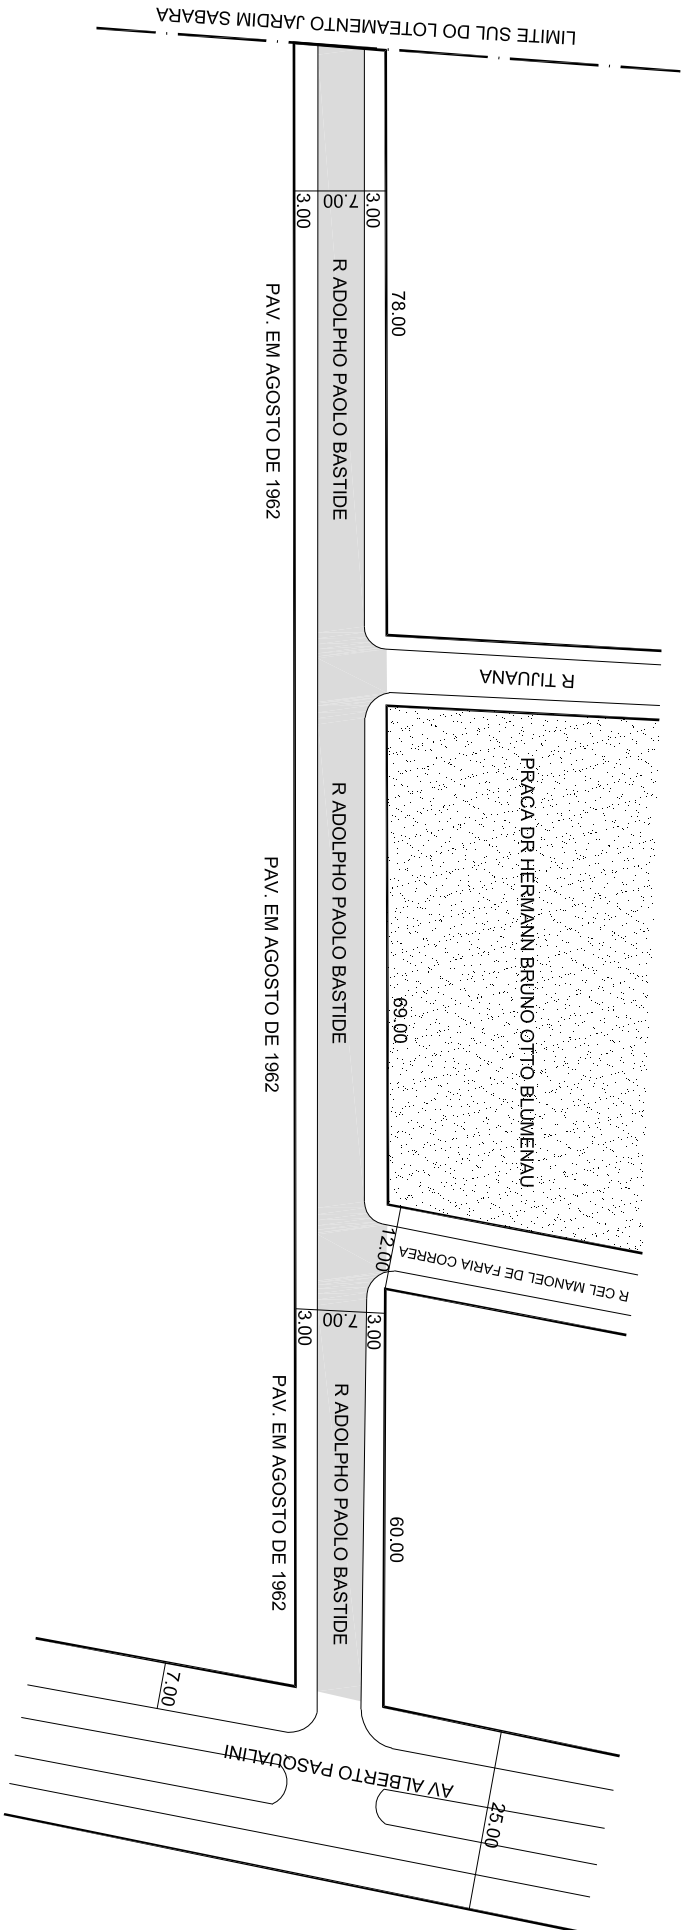 LIMITE SUL DO LOTEAMENTO JARDIM SABARA
3.00
7.00
3.00
78.00
R ADOLPHO PAOLO BASTIDE
PAV. EM AGOSTO DE 1962
R TIJUANA
PRACA DR HERMANN BRUNO OTTO BLUMENAU
R ADOLPHO PAOLO BASTIDE
PAV. EM AGOSTO DE 1962
69.00
12.00
R CEL MANOEL DE FARIA CORREA
3.00
7.00
3.00
R ADOLPHO PAOLO BASTIDE
PAV. EM AGOSTO DE 1962
60.00
7.00
AV ALBERTO PASQUALINI
25.00